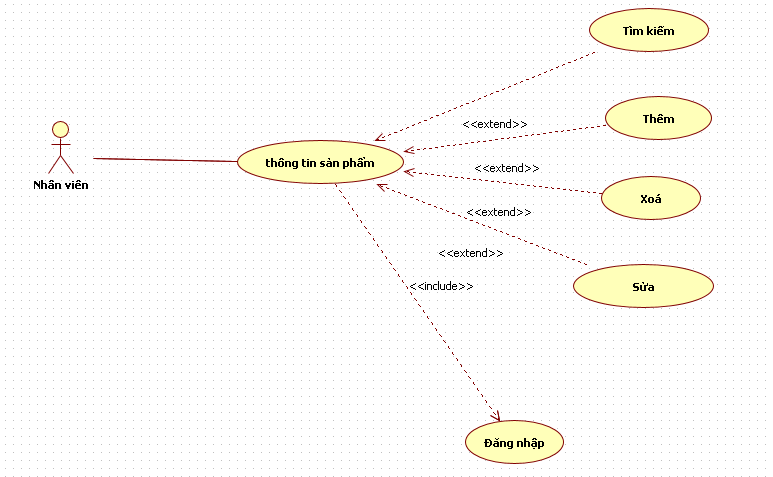 Tìm kiếm
<<extend>>
Thêm
Nhân viên
thông tin sản phẩm
<<extend>>
Xoá
<<extend>>
<<extend>>
Sửa
<<include>>
Đăng nhập